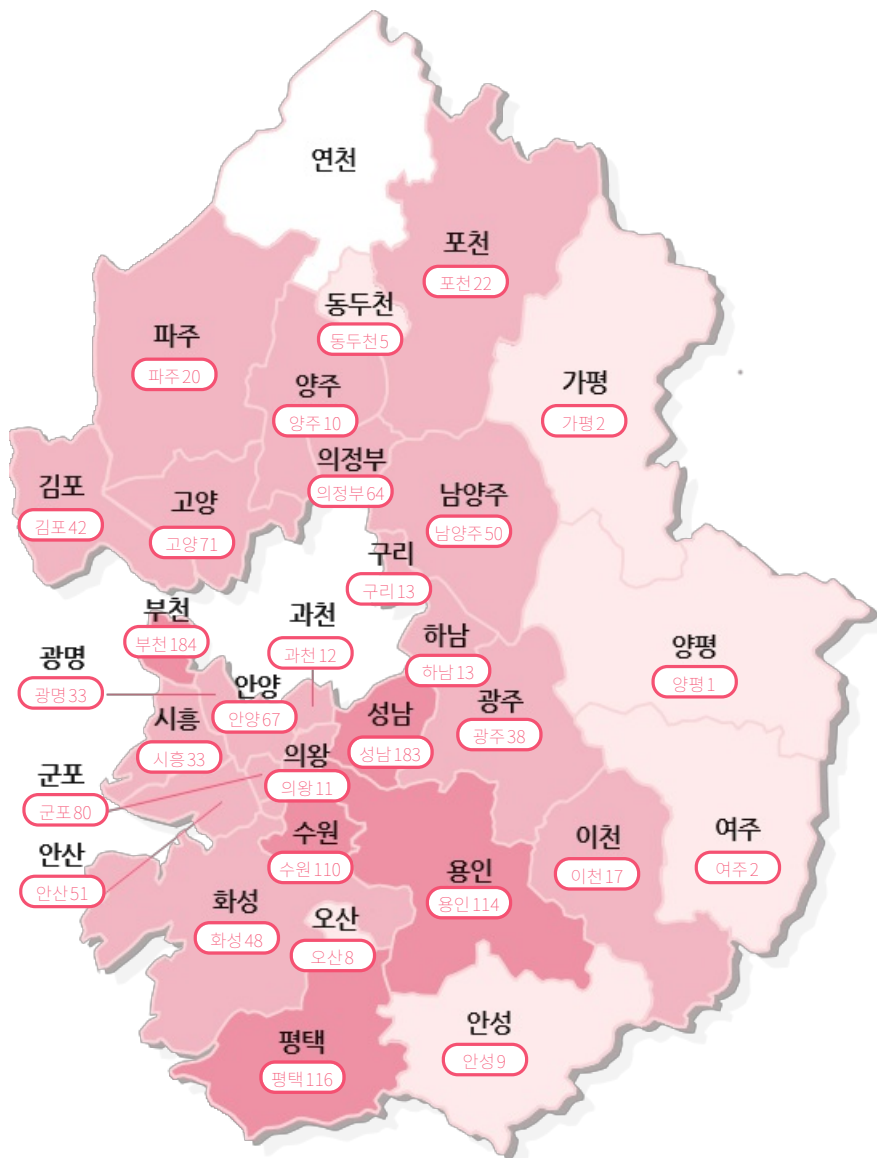 연천
포천
포천22
동두천
동두천5
파주
파주20
양주
양주10
가평
가평2
의정부
의정부64
김포
김포42
고양
고양71
남양주
남양주50
구리
구리13
부천
부천184
과천
과천12
하남
하남13
광명
광명33
안양
안양67
양평
양평1
시흥
시흥33
성남
성남183
광주
광주38
군포
군포80
의왕
의왕11
수원
수원110
안산
안산51
용인
용인114
이천
이천17
여주
여주2
화성
화성48
오산
오산8
평택
평택116
안성
안성9